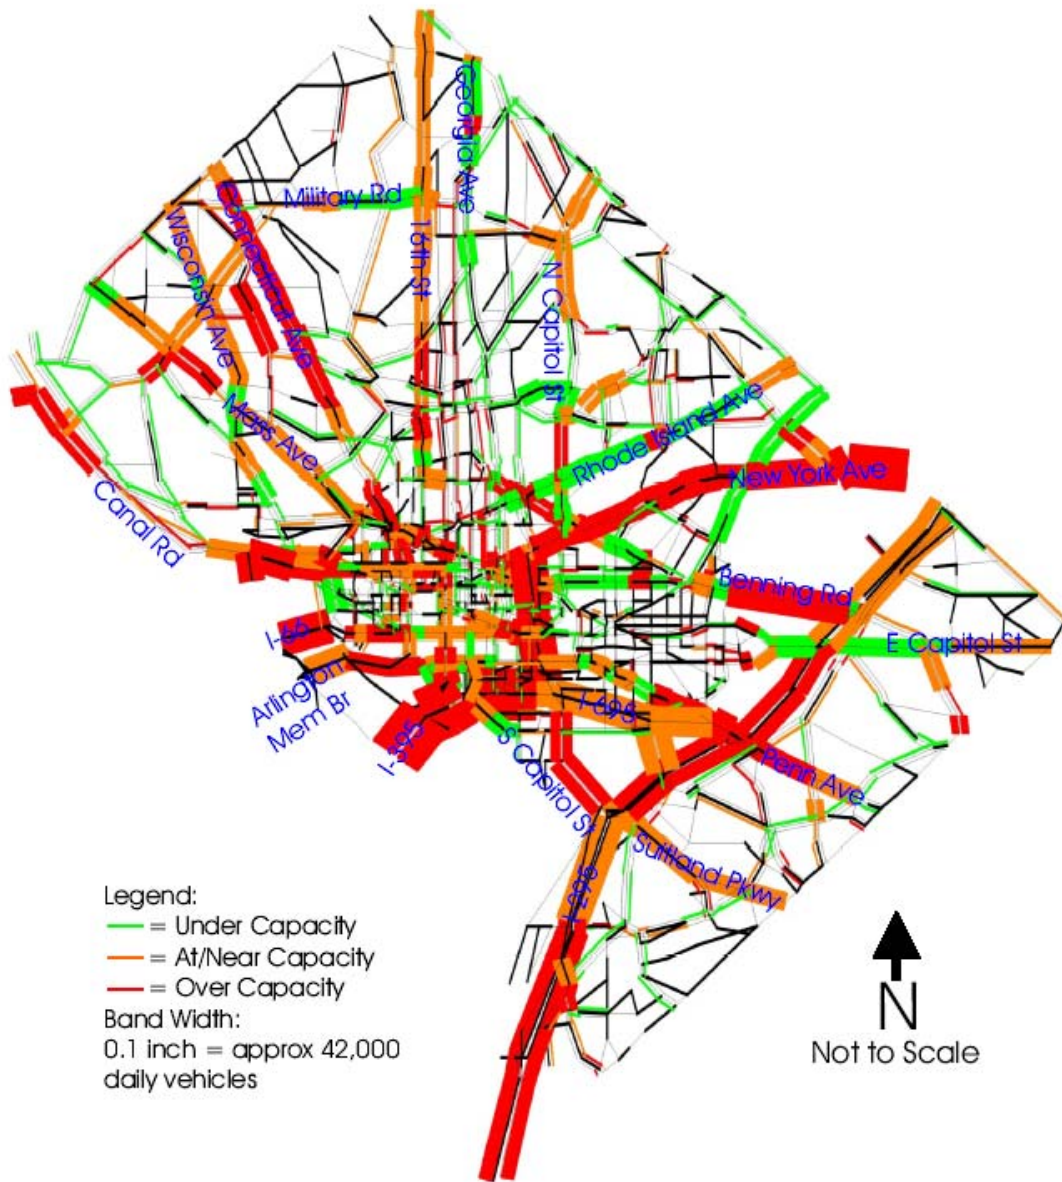 Georgia Ave
Military Rd
Connecticut Ave
Wisconsin Ave
16th St
N Capitol St
Mass Ave
Rhode Island Ave
New York Ave
Canal Rd
Benning Rd
I-66
E Capitol St
Arlington
Mem Br
I-695
I-395
S Capitol St
Penn Ave
Suitland Pkwy
I-295
Legend:
= Under Capacity
= At/Near Capacity
= Over Capacity
Band Width:
0.1 inch = approx 42,000
daily vehicles
N
Not to Scale